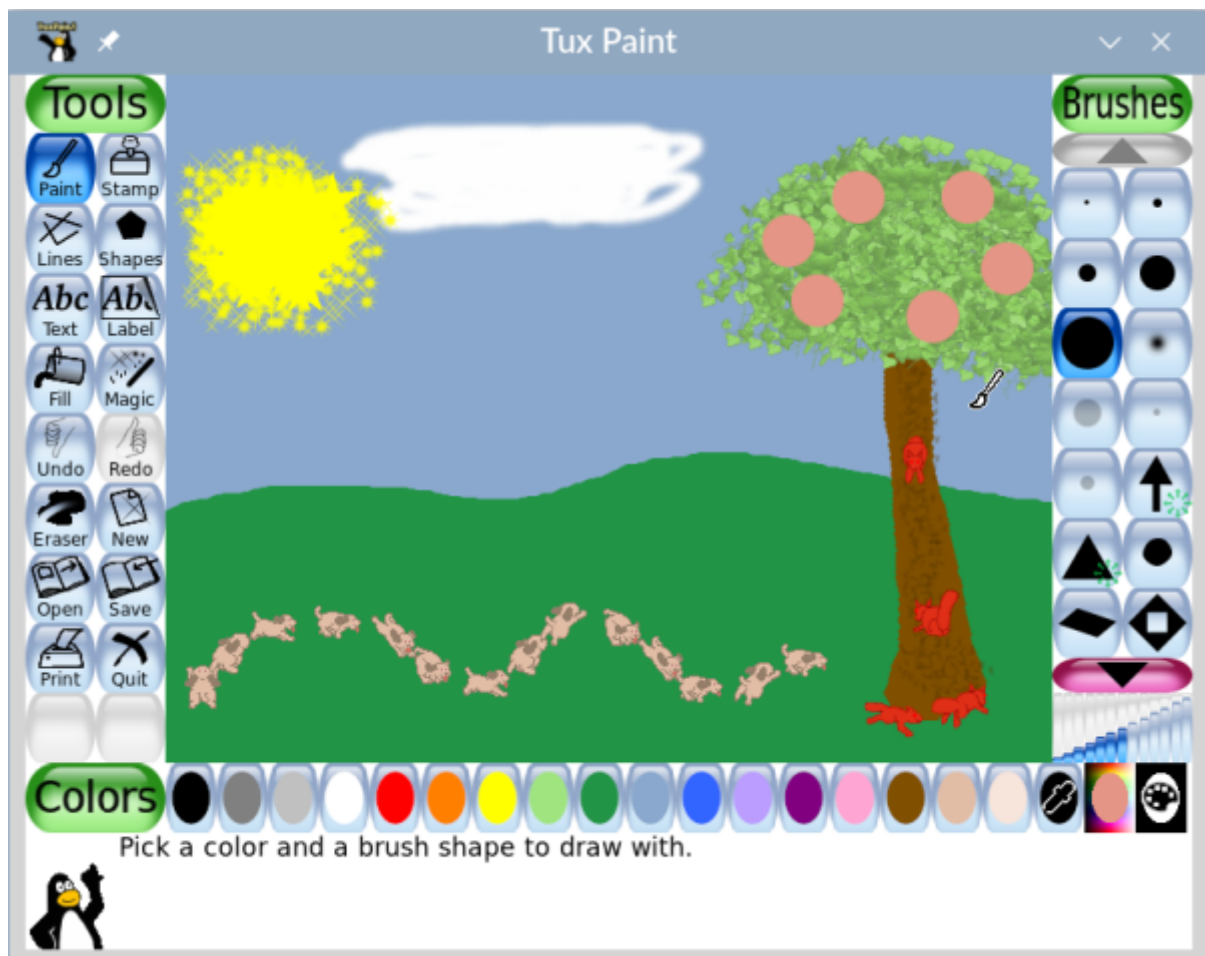 Tux Paint
Tools
Brushes
Paint Stamp
Lines Shapes
Abc Abc
Text Label
Fill Magic
Undo Redo
Eraser New
Open Save
Print Quit
Colors
Pick a color and a brush shape to draw with.